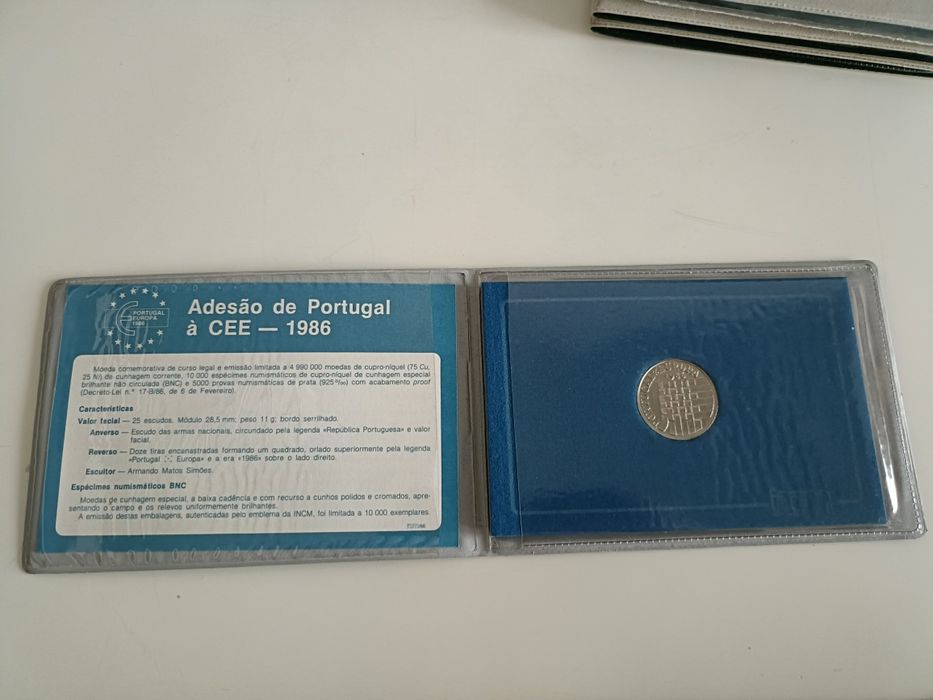 PORTUGAL
EUROPA
1986
Adesão de Portugal
à CEE — 1986
Moeda comemorativa de curso legal e emissão limitada a 4 990 000 moedas de cupro-níquel (75 Cu,
25 Ni) de cunhagem corrente, 10 000 espécimes numismáticos de cupro-níquel de cunhagem especial
brilhante não circulada (BNC) e 5000 provas numismáticas de prata (925 º/ₒₒ) com acabamento proof
(Decreto-Lei n.º 17-B/86, de 6 de Fevereiro).
Características
Valor facial — 25 escudos. Módulo 28,5 mm; peso 11 g; bordo serrilhado.
Anverso — Escudo das armas nacionais, circundado pela legenda «República Portuguesa» e valor
facial.
Reverso — Doze tiras encanastradas formando um quadrado, orlado superiormente pela legenda
«Portugal Europa» e a era «1986» sobre o lado direito.
Escultor — Armando Matos Simões.
Espécimes numismáticos BNC
Moedas de cunhagem especial, a baixa cadência e com recurso a cunhos polidos e cromados, apre-
sentando o campo e os relevos uniformemente brilhantes.
A emissão destas embalagens, autenticadas pelo emblema da INCM, foi limitada a 10 000 exemplares.
PORTUGAL EUROPA